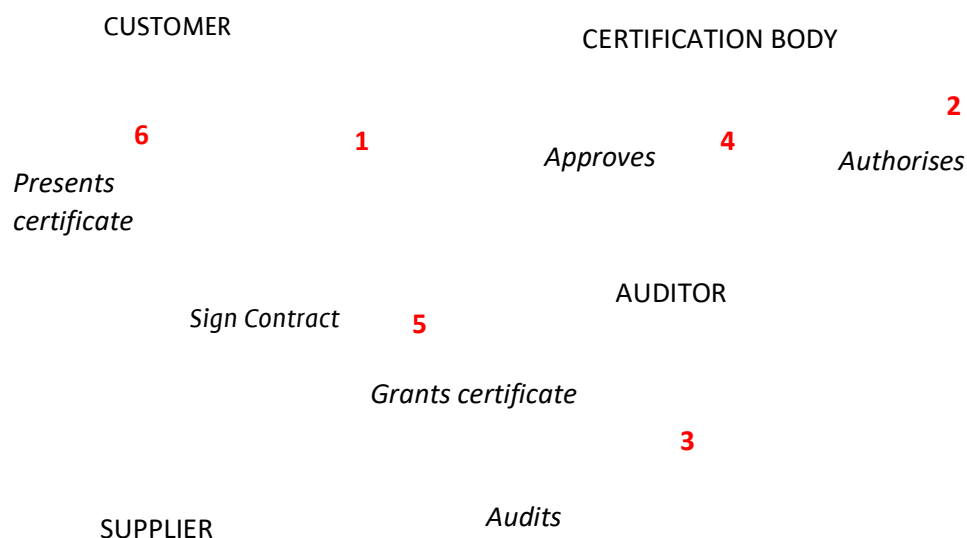 CUSTOMER
CERTIFICATION BODY
2
6
1
4
Approves
Authorises
Presents
certificate
AUDITOR
Sign Contract
5
Grants certificate
3
Audits
SUPPLIER